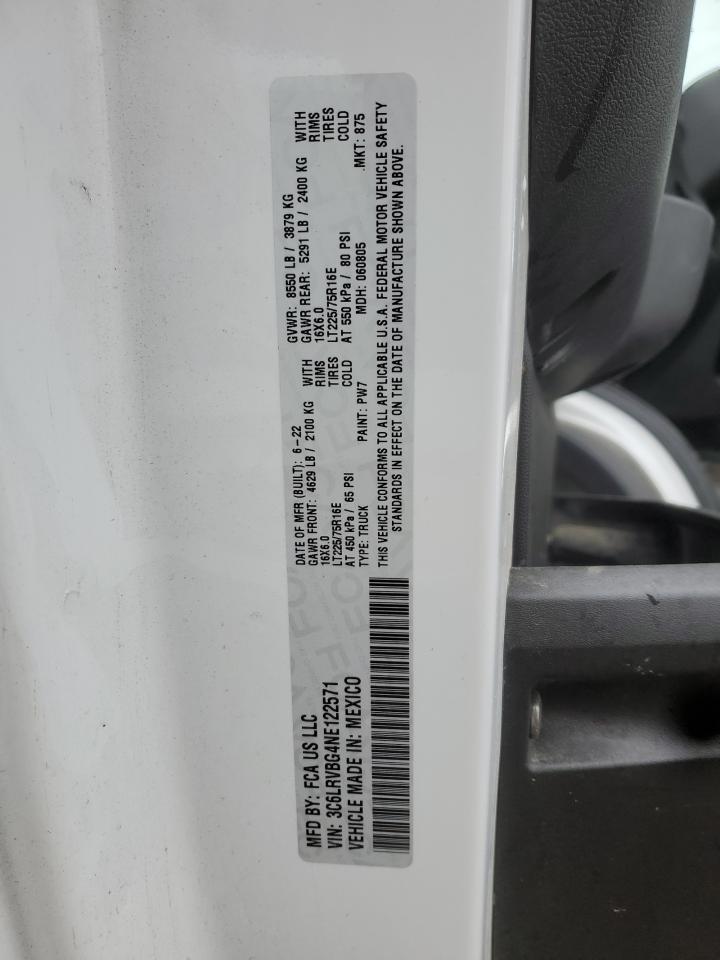 MFD BY: FCA US LLC
VIN: 3C6LRVBG4NE122571
VEHICLE MADE IN: MEXICO
DATE OF MFR (BUILT): 6-22
GAWR FRONT: 4629 LB / 2100 KG WITH
16X6.0 RIMS
LT225/75R16E TIRES
AT 450 kPa / 65 PSI COLD
TYPE: TRUCK PAINT: PW7
GVWR: 8550 LB / 3879 KG
GAWR REAR: 5291 LB / 2400 KG WITH
16X6.0 RIMS
LT225/75R16E TIRES
AT 550 kPa / 80 PSI COLD
MDH: 060805 .MKT: 875
THIS VEHICLE CONFORMS TO ALL APPLICABLE U.S.A. FEDERAL MOTOR VEHICLE SAFETY
STANDARDS IN EFFECT ON THE DATE OF MANUFACTURE SHOWN ABOVE.